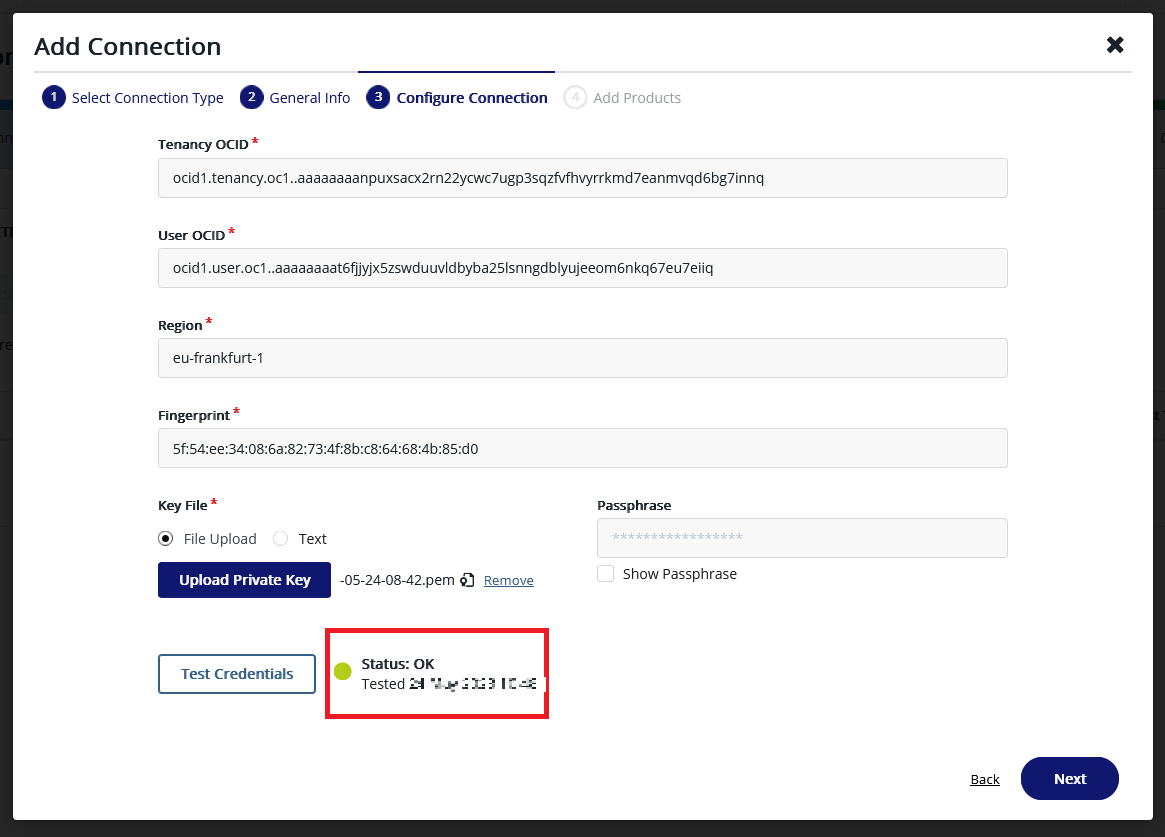 Add Connection
1 Select Connection Type 2 General Info 3 Configure Connection 4 Add Products
Tenancy OCID *
ocid1.tenancy.oc1..aaaaaaaanpuxsacx2rn22ycwc7ugp3sqzfvfhvyrrkmd7eanmvqd6bg7innq
User OCID *
ocid1.user.oc1..aaaaaaaat6fjjyjx5zswduuvldbyba25lsnngdblyujeeom6nkq67eu7eiiq
Region *
eu-frankfurt-1
Fingerprint *
5f:54:ee:34:08:6a:82:73:4f:8b:c8:64:68:4b:85:d0
Key File * Passphrase
File Upload Text *****************
Upload Private Key -05-24-08-42.pem Remove Show Passphrase
Test Credentials Status: OK
Tested
Back Next